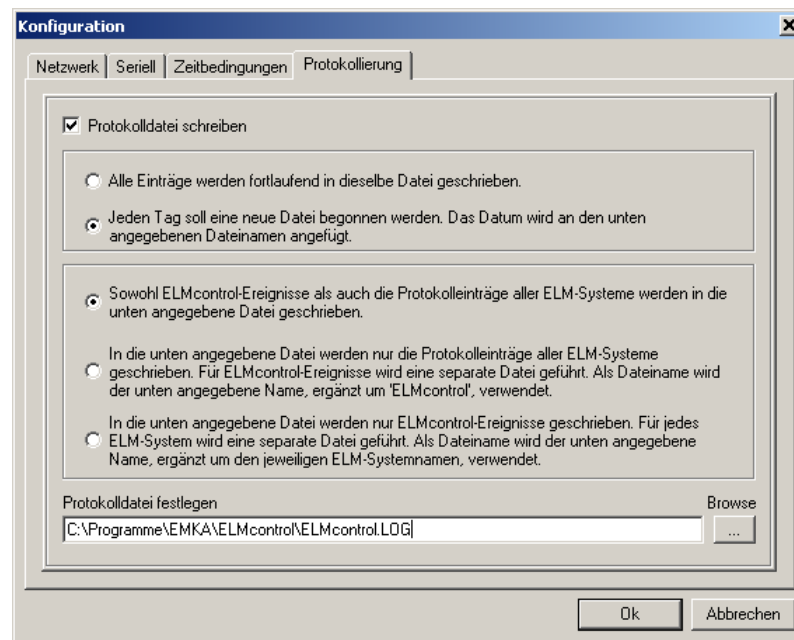 Konfiguration
Netzwerk
Seriell
Zeitbedingungen
Protokollierung
Protokolldatei schreiben
Alle Einträge werden fortlaufend in dieselbe Datei geschrieben.
Jeden Tag soll eine neue Datei begonnen werden. Das Datum wird an den unten
angegebenen Dateinamen angefügt.
Sowohl ELMcontrol-Ereignisse als auch die Protokolleinträge aller ELM-Systeme werden in die
unten angegebene Datei geschrieben.
In die unten angegebene Datei werden nur die Protokolleinträge aller ELM-Systeme
geschrieben. Für ELMcontrol-Ereignisse wird eine separate Datei geführt. Als Dateiname wird
der unten angegebene Name, ergänzt um 'ELMcontrol', verwendet.
In die unten angegebene Datei werden nur ELMcontrol-Ereignisse geschrieben. Für jedes
ELM-System wird eine separate Datei geführt. Als Dateiname wird der unten angegebene
Name, ergänzt um den jeweiligen ELM-Systemnamen, verwendet.
Protokolldatei festlegen
Browse
C:\Programme\EMKA\ELMcontrol\ELMcontrol.LOG
...
Ok
Abbrechen